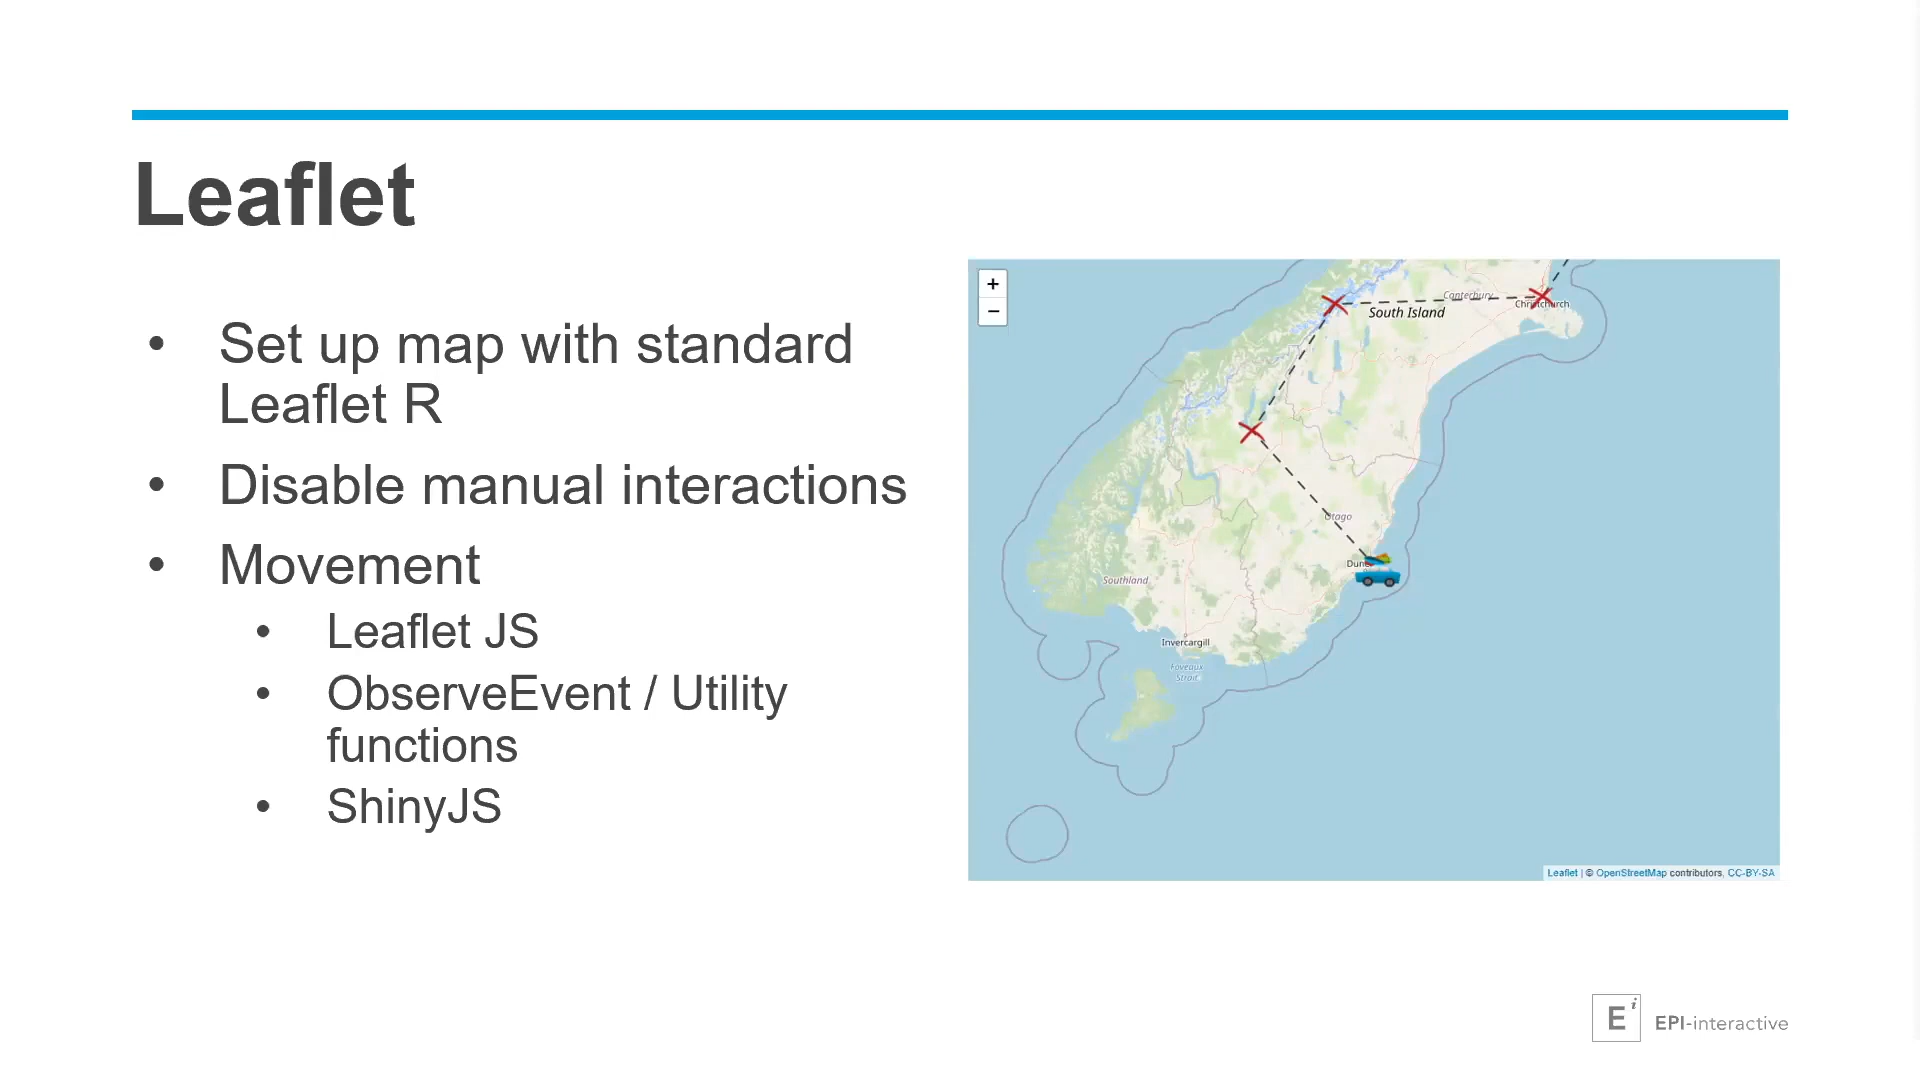 Leaflet
• Set up map with standard
Leaflet R
• Disable manual interactions
• Movement
• Leaflet JS
• ObserveEvent / Utility
functions
• ShinyJS
+
−
Canterbury
Christchurch
South Island
Otago
Southland
Invercargill
Foveaux
Strait
Leaflet | © OpenStreetMap contributors, CC-BY-SA
E i
EPI-interactive